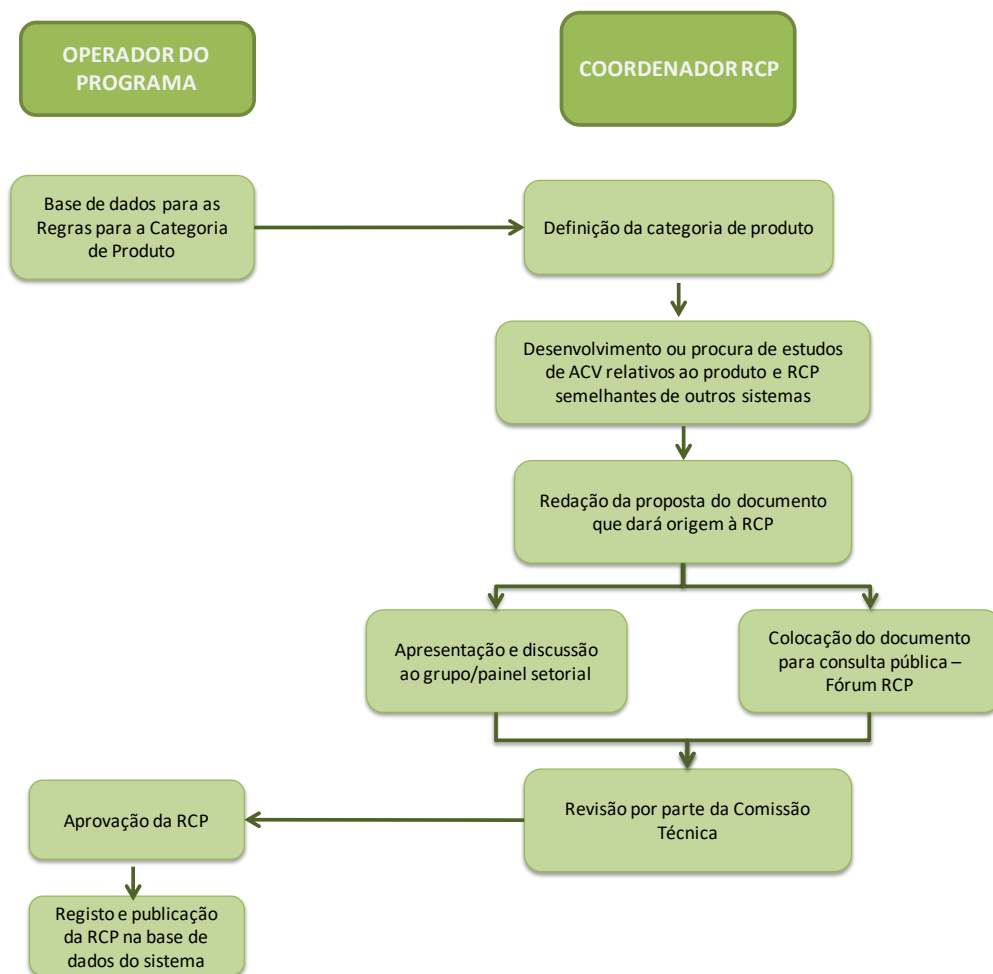 OPERADOR DO
PROGRAMA
COORDENADOR RCP
Base de dados para as
Regras para a Categoria
de Produto
Definição da categoria de produto
Desenvolvimento ou procura de estudos
de ACV relativos ao produto e RCP
semelhantes de outros sistemas
Redação da proposta do documento
que dará origem à RCP
Apresentação e discussão
ao grupo/painel setorial
Colocação do documento
para consulta pública –
Fórum RCP
Revisão por parte da Comissão
Técnica
Aprovação da RCP
Registo e publicação
da RCP na base de
dados do sistema